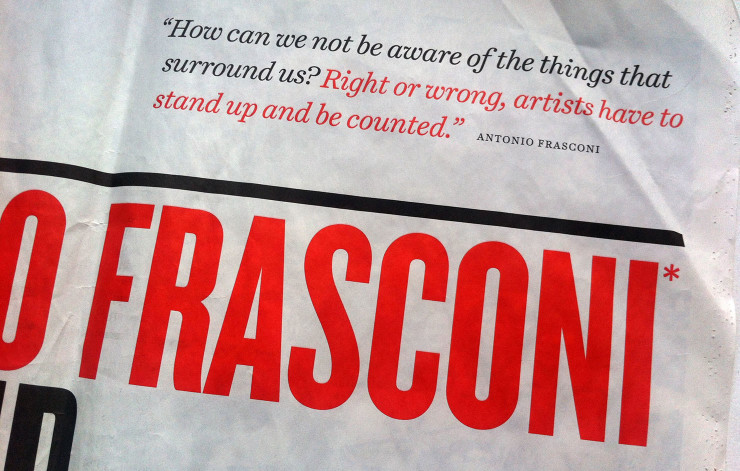 “How can we not be aware of the things that
surround us? Right or wrong, artists have to
stand up and be counted.” ANTONIO FRASCONI
O FRASCONI*